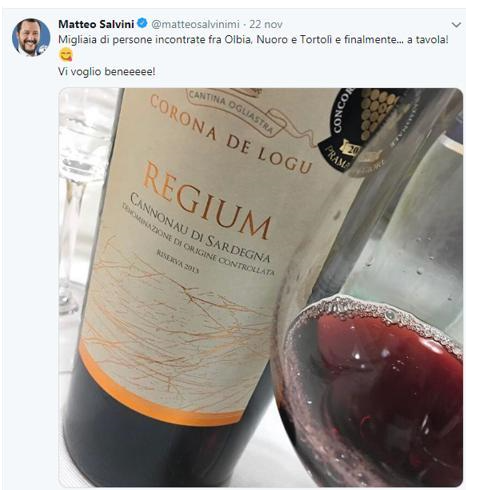 Matteo Salvini @matteosalvinimi · 22 nov
Migliaia di persone incontrate fra Olbia, Nuoro e Tortolì e finalmente... a tavola!
😋
Vi voglio beneeeee!
CANTINA OGLIASTRA
CORONA DE LOGU
REGIUM
CANNONAU DI SARDEGNA
DENOMINAZIONE DI ORIGINE CONTROLLATA
RISERVA 2013